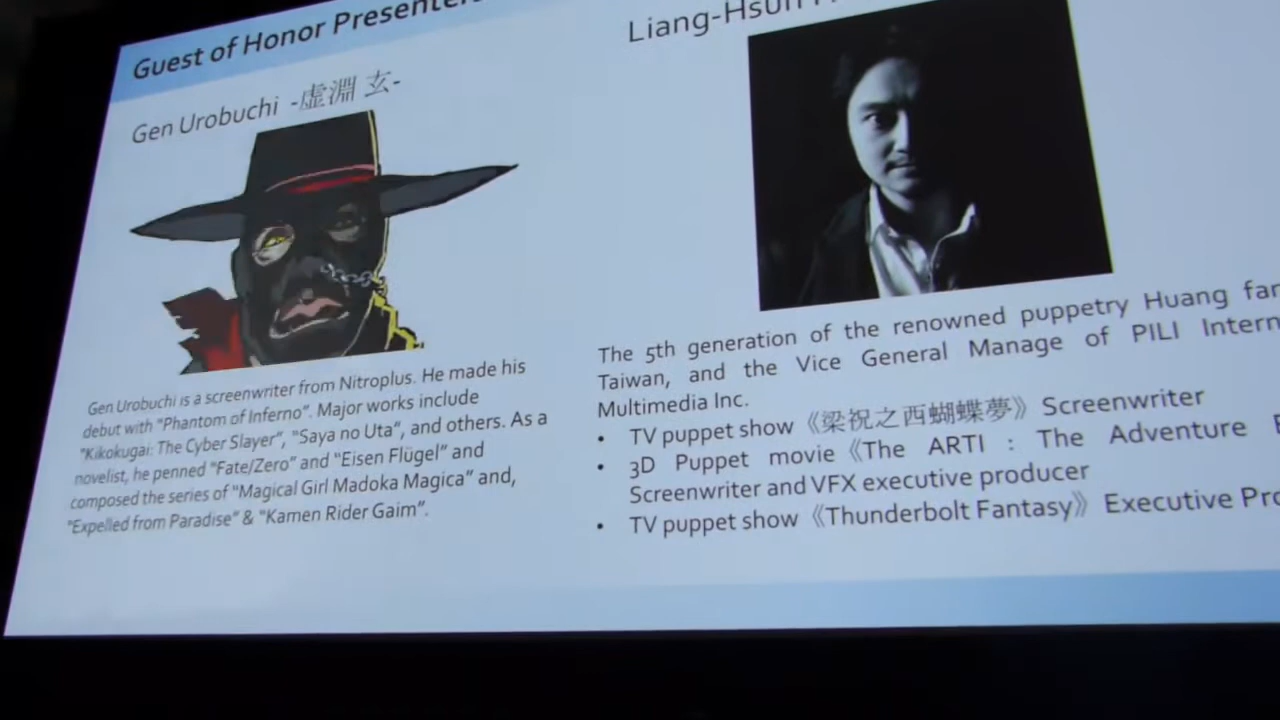 Guest of Honor Presenters
Gen Urobuchi -虚淵 玄-
Gen Urobuchi is a screenwriter from Nitroplus. He made his
debut with “Phantom of Inferno”. Major works include
“Kikokugai: The Cyber Slayer”, “Saya no Uta”, and others. As a
novelist, he penned “Fate/Zero” and “Eisen Flügel” and
composed the series of “Magical Girl Madoka Magica” and,
“Expelled from Paradise” & “Kamen Rider Gaim”.
Liang-Hsun
The 5th generation of the renowned puppetry Huang
Taiwan, and the Vice General Manage of PILI
Multimedia Inc.
• TV puppet show 《梁祝之西蝴蝶夢》 Screenwriter
• 3D Puppet movie 《The ARTI : The Adventure
Screenwriter and VFX executive producer
• TV puppet show 《Thunderbolt Fantasy》 Executive